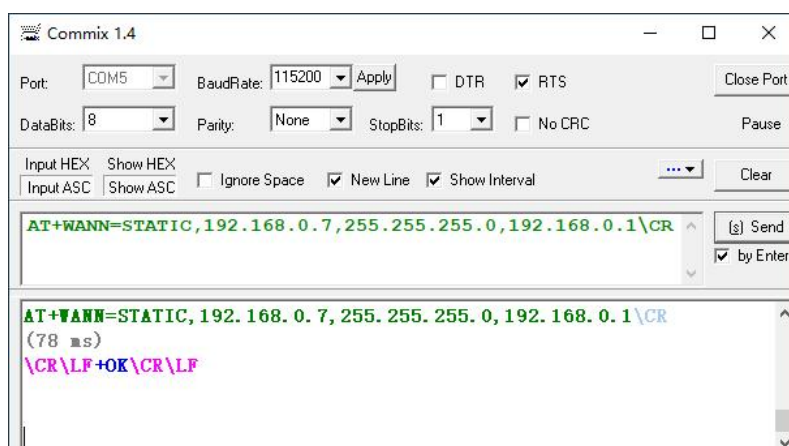 Commix 1.4
Port: COM5 BaudRate: 115200 Apply DTR RTS Close Port
DataBits: 8 Parity: None StopBits: 1 No CRC Pause
Input HEX Show HEX
Input ASC Show ASC Ignore Space New Line Show Interval ... Clear
AT+WANN=STATIC,192.168.0.7,255.255.255.0,192.168.0.1\CR (s) Send
by Enter
AT+WANN=STATIC,192.168.0.7,255.255.255.0,192.168.0.1\CR
(78 ms)
\CR\LF+OK\CR\LF